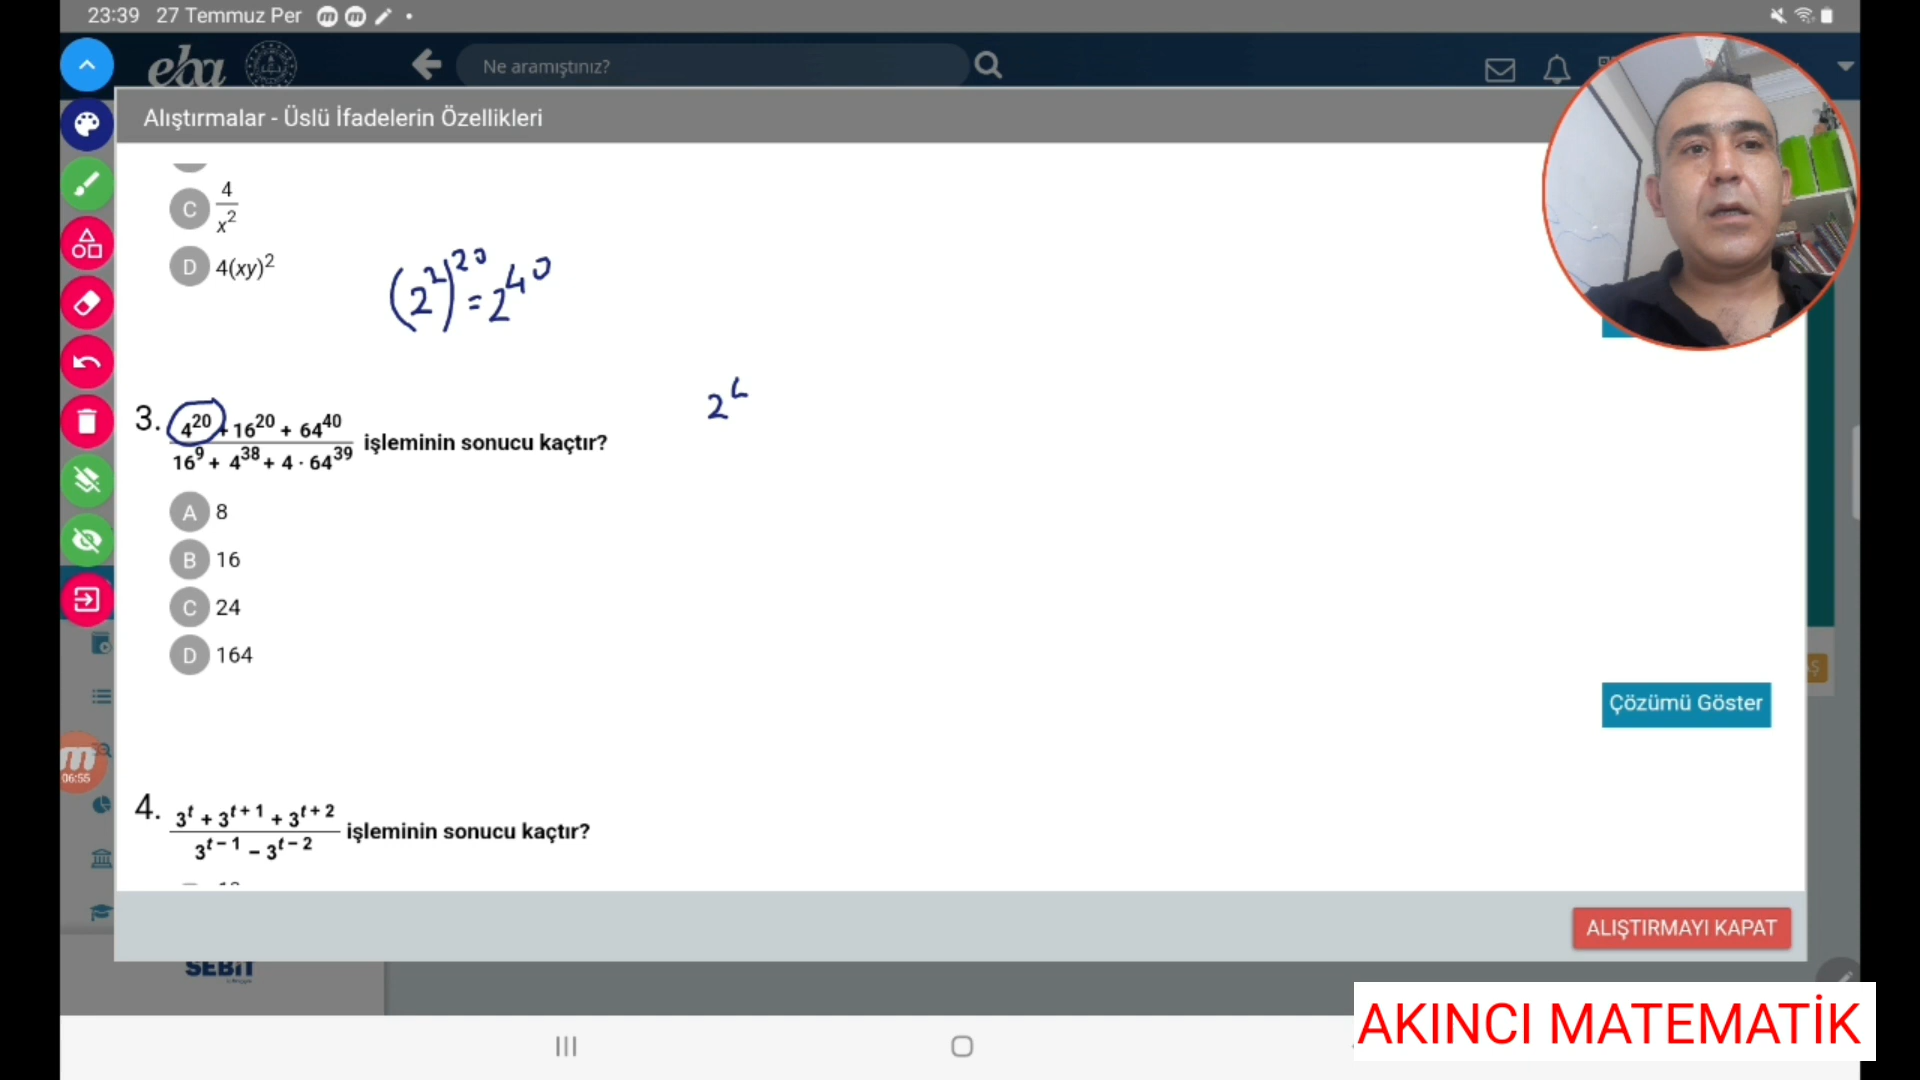 23:39 27 Temmuz Per
eba
Ne aramıştınız?
Alıştırmalar - Üslü İfadelerin Özellikleri
C 4/x²
D 4(xy)²
(2²)²⁰ = 2⁴⁰
3. (4²⁰ + 16²⁰ + 64⁴⁰)/(16⁹ + 4³⁸ + 4 · 64³⁹) işleminin sonucu kaçtır?
A 8
B 16
C 24
D 164
Çözümü Göster
06:55
4. (3ᵗ + 3ᵗ⁺¹ + 3ᵗ⁺²)/(3ᵗ⁻¹ − 3ᵗ⁻²) işleminin sonucu kaçtır?
ALIŞTIRMAYI KAPAT
SEBİT
AKINCI MATEMATİK